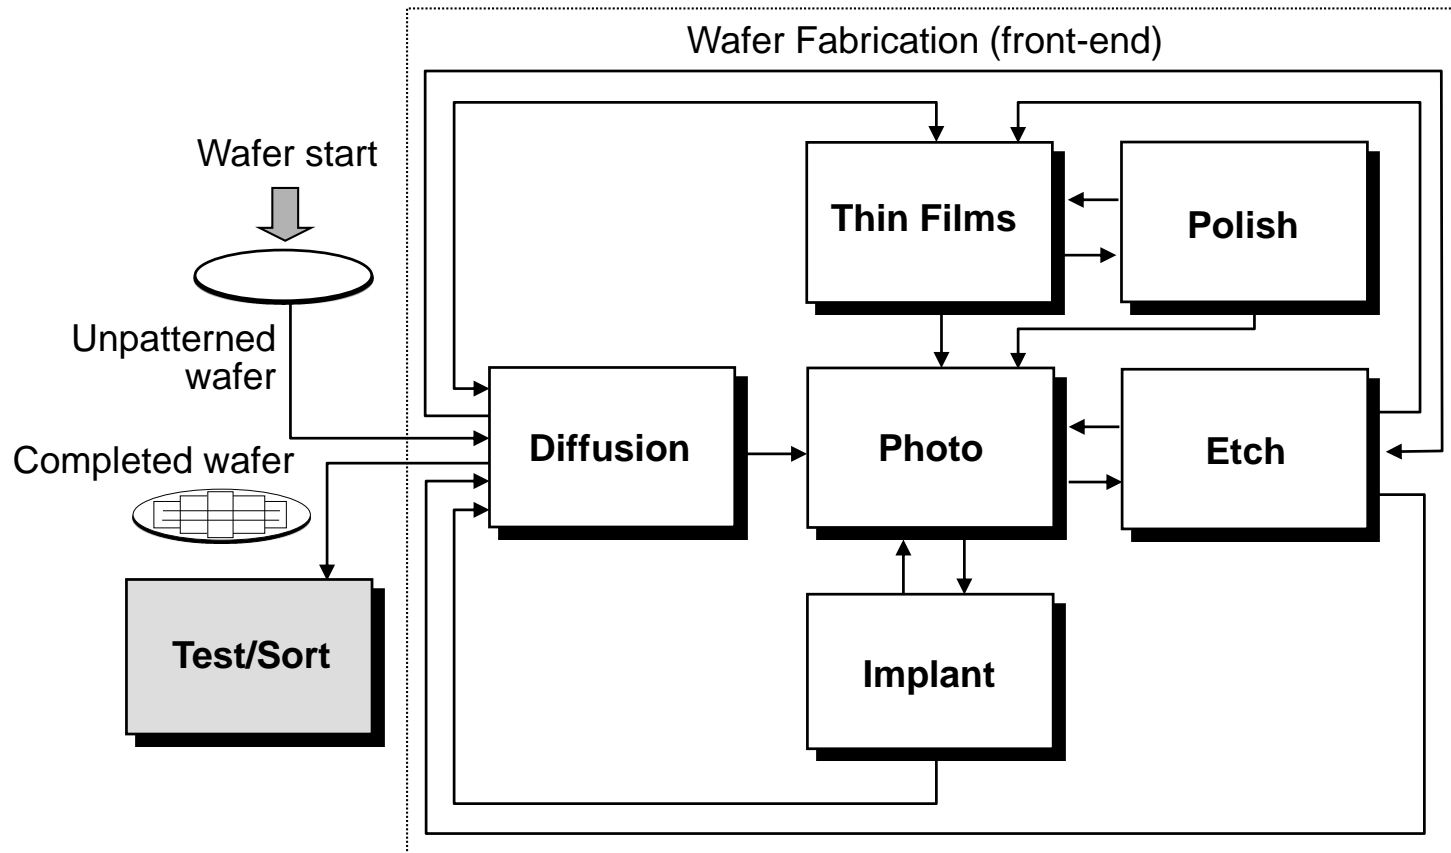 Wafer Fabrication (front-end)
Wafer start
Thin Films
Polish
Unpatterned
wafer
Diffusion
Photo
Etch
Completed wafer
Test/Sort
Implant